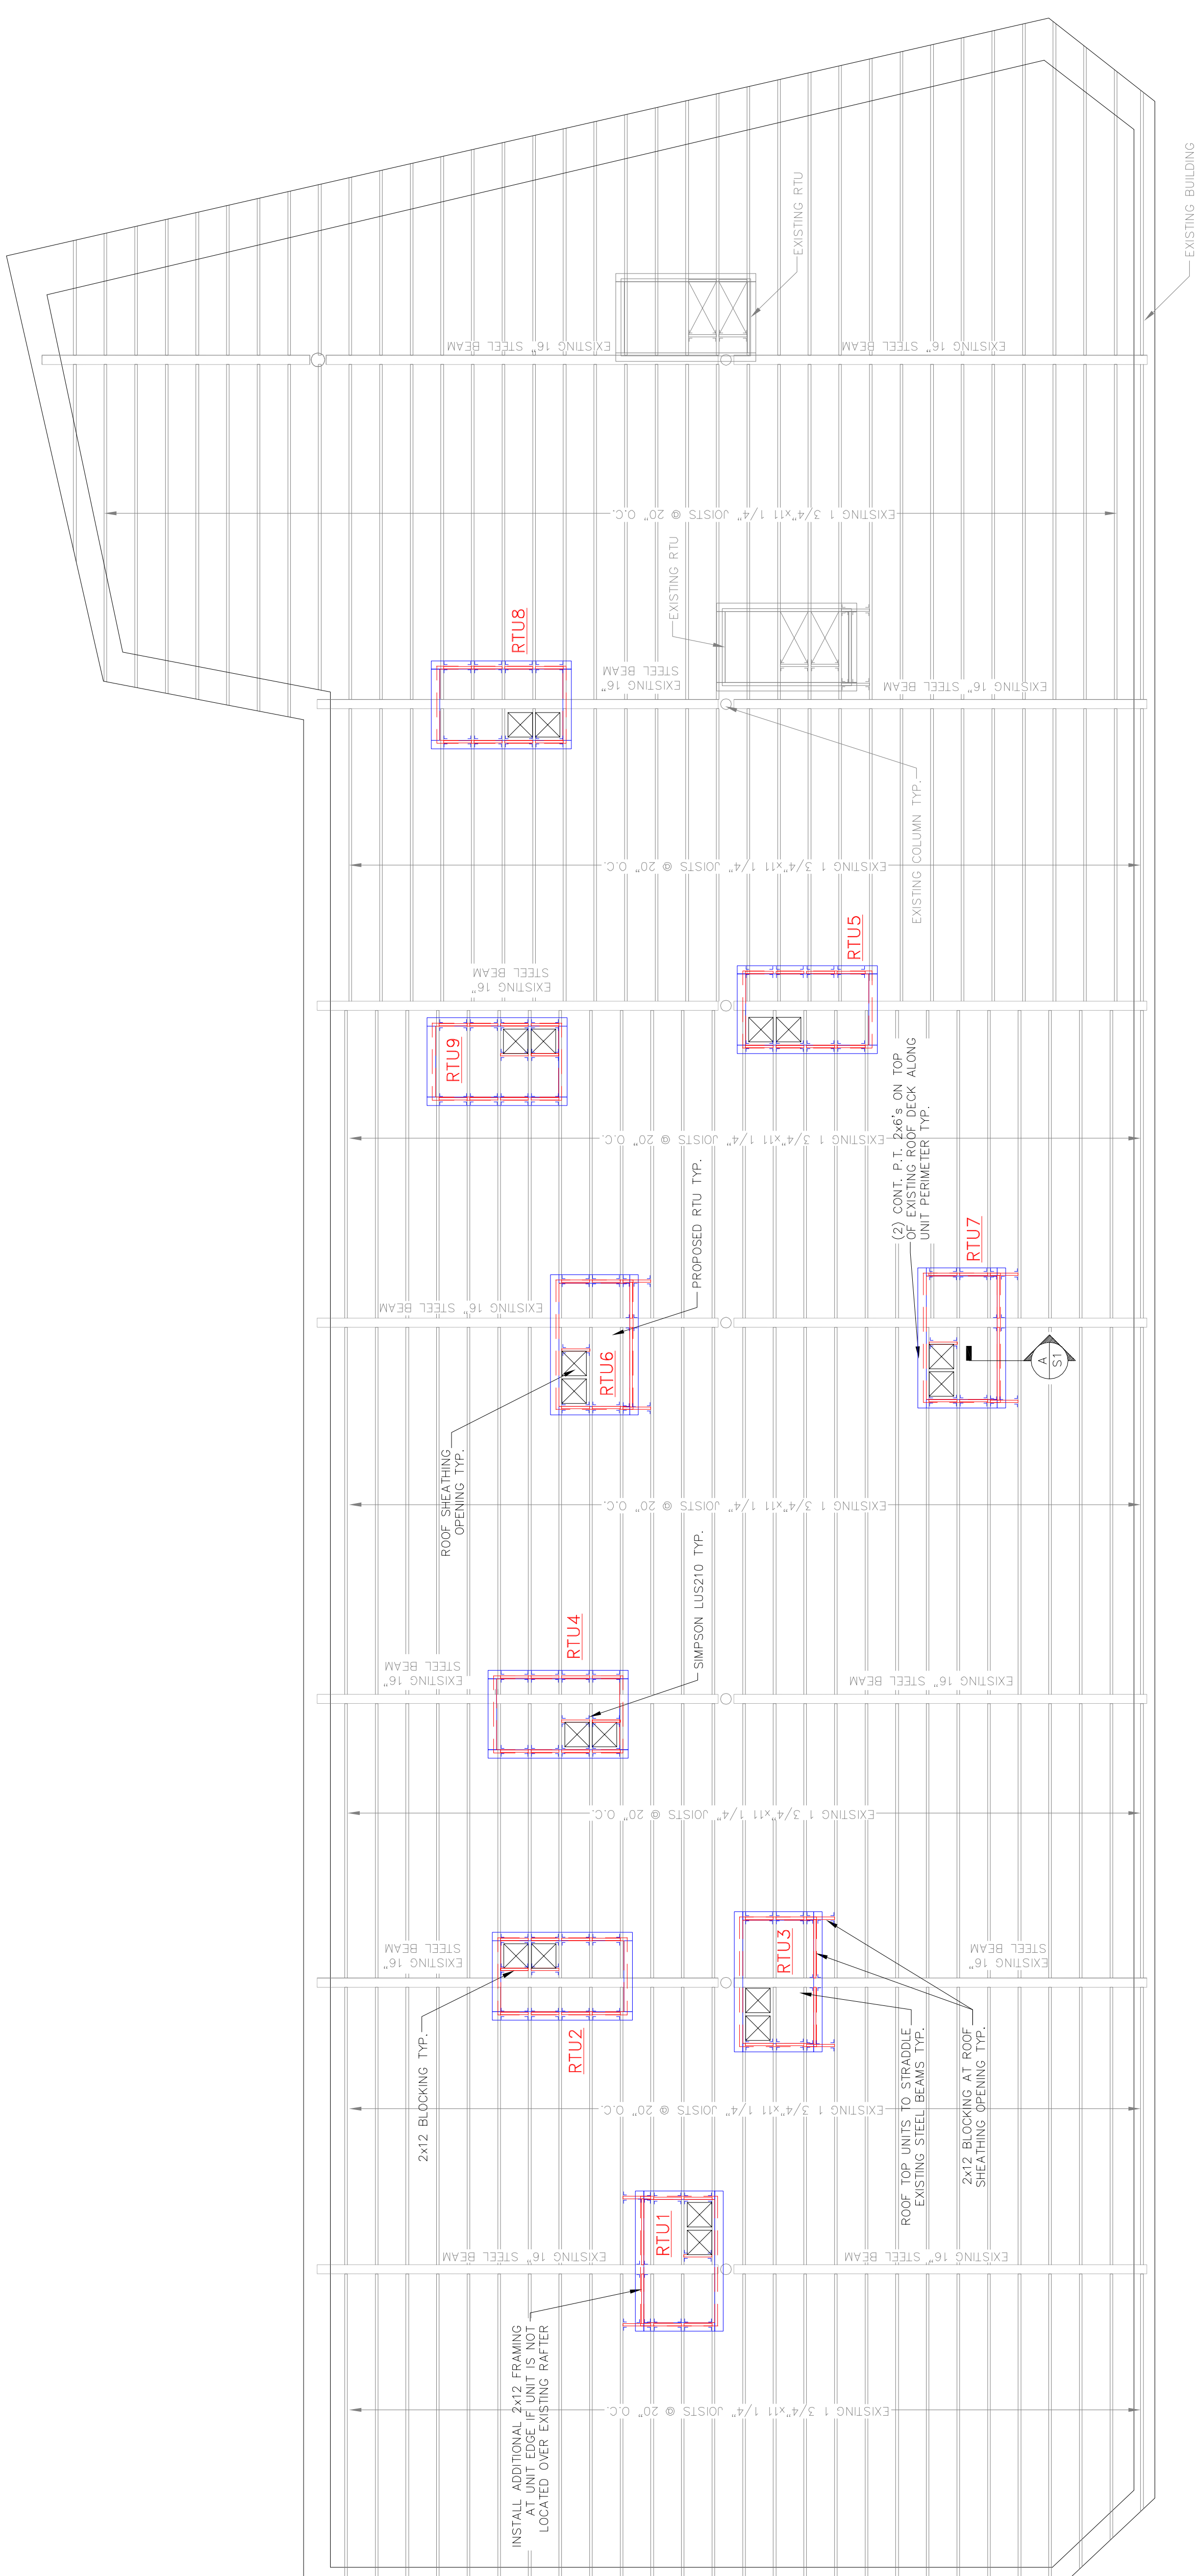 EXISTING BUILDING
EXISTING RTU
EXISTING 16" STEEL BEAM
EXISTING 16" STEEL BEAM
EXISTING 1 3/4"x11 1/4" JOISTS @ 20" O.C.
EXISTING RTU
RTU8
EXISTING 16"
STEEL BEAM
EXISTING 16" STEEL BEAM
EXISTING COLUMN TYP.
EXISTING 1 3/4"x11 1/4" JOISTS @ 20" O.C.
RTU5
EXISTING 16"
STEEL BEAM
RTU9
(2) CONT. P.T. 2x6's ON TOP
OF EXISTING ROOF DECK ALONG
UNIT PERIMETER TYP.
EXISTING 1 3/4"x11 1/4" JOISTS @ 20" O.C.
PROPOSED RTU TYP.
RTU7
EXISTING 16" STEEL BEAM
RTU6
A
S1
ROOF SHEATHING
OPENING TYP.
EXISTING 1 3/4"x11 1/4" JOISTS @ 20" O.C.
SIMPSON LUS210 TYP.
RTU4
EXISTING 16"
STEEL BEAM
EXISTING 16" STEEL BEAM
EXISTING 1 3/4"x11 1/4" JOISTS @ 20" O.C.
EXISTING 16"
STEEL BEAM
RTU3
EXISTING 16"
STEEL BEAM
RTU2
2x12 BLOCKING TYP.
ROOF TOP UNITS TO STRADDLE
EXISTING STEEL BEAMS TYP.
2x12 BLOCKING AT ROOF
SHEATHING OPENING TYP.
EXISTING 1 3/4"x11 1/4" JOISTS @ 20" O.C.
RTU1
EXISTING 16" STEEL BEAM
EXISTING 16" STEEL BEAM
INSTALL ADDITIONAL 2x12 FRAMING
AT UNIT EDGE IF UNIT IS NOT
LOCATED OVER EXISTING RAFTER
EXISTING 1 3/4"x11 1/4" JOISTS @ 20" O.C.